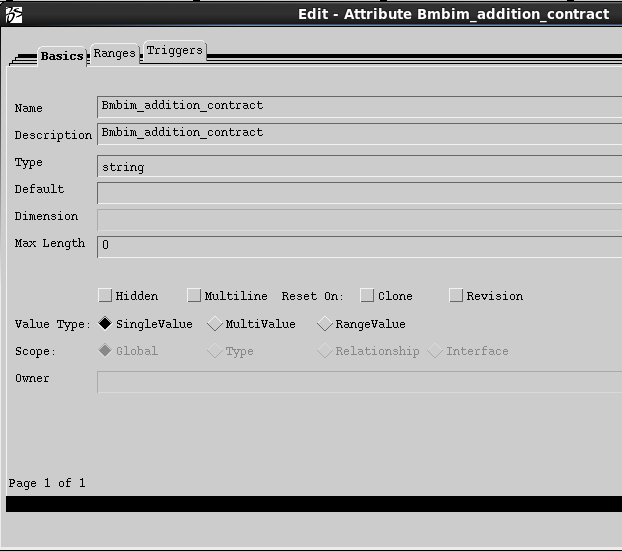 Edit - Attribute Bmbim_addition_contract
Basics Ranges Triggers
Name Bmbim_addition_contract
Description Bmbim_addition_contract
Type string
Default
Dimension
Max Length 0
Hidden Multiline Reset On: Clone Revision
Value Type: SingleValue MultiValue RangeValue
Scope: Global Type Relationship Interface
Owner
Page 1 of 1